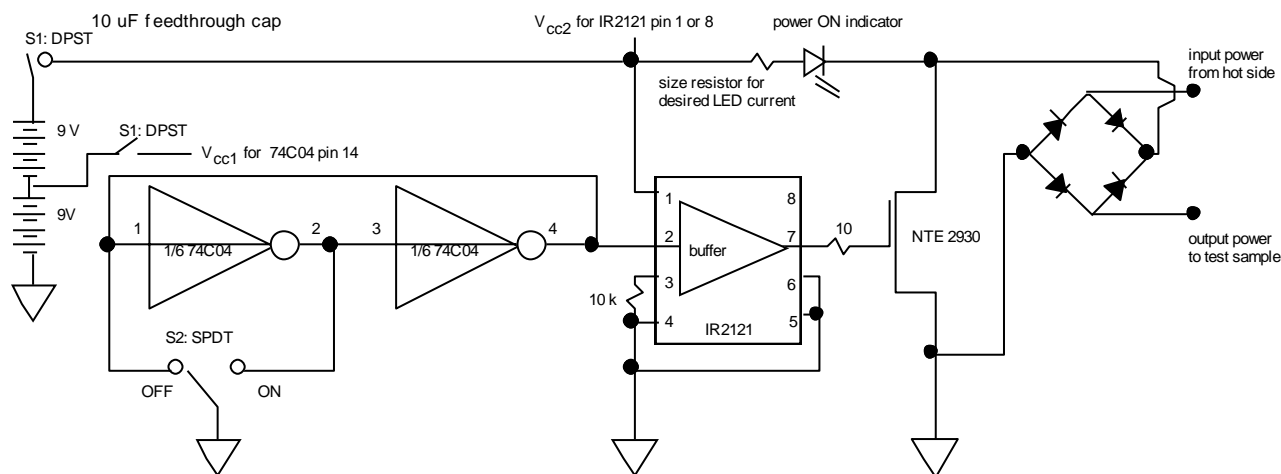 10 uF feedthrough cap
S1: DPST
V cc2 for IR2121 pin 1 or 8
power ON indicator
input power
from hot side
size resistor for
desired LED current
9 V
S1: DPST
V cc1 for 74C04 pin 14
9V
1
1/6 74C04
2
3
1/6 74C04
4
1
8
2
buffer
7
10
NTE 2930
output power
to test sample
3
6
10 k
4
5
IR2121
S2: SPDT
OFF
ON